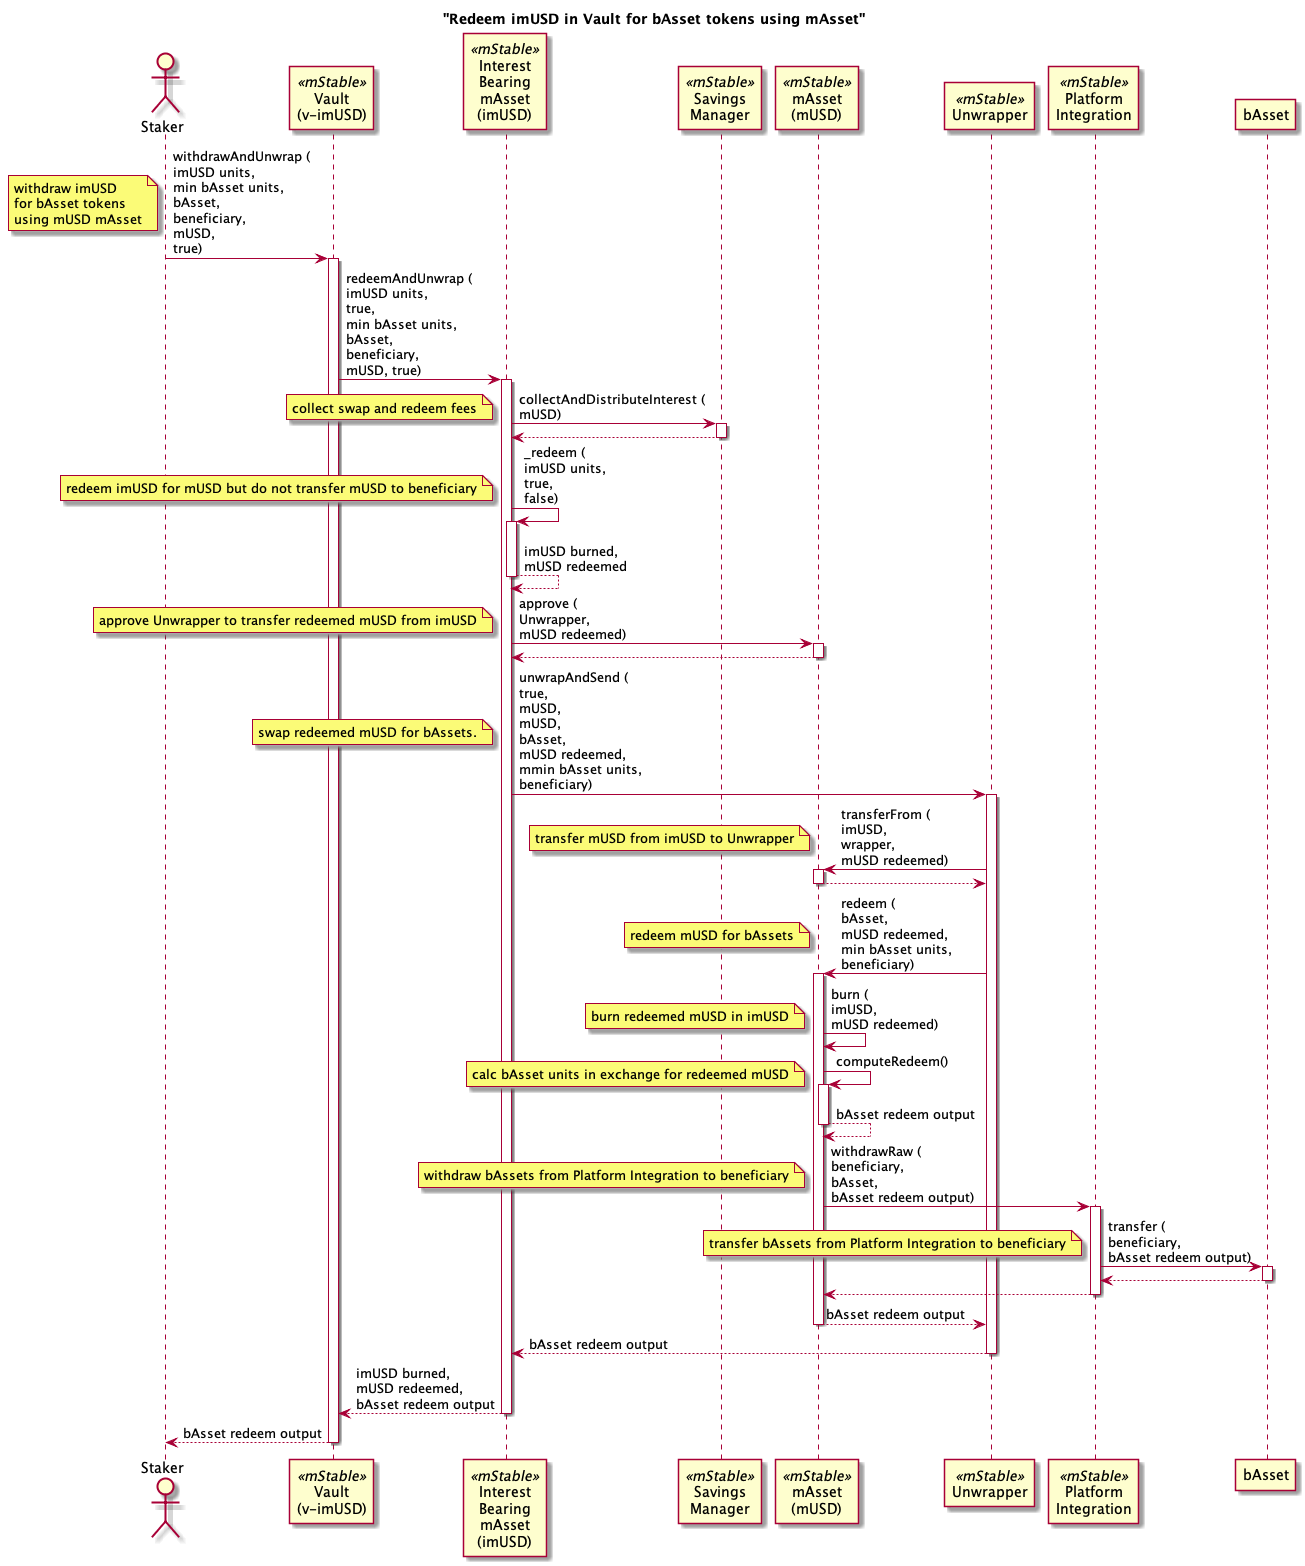 "Redeem imUSD in Vault for bAsset tokens using mAsset"
Staker
«mStable»
Vault
(v-imUSD)
«mStable»
Interest
Bearing
mAsset
(imUSD)
«mStable»
Savings
Manager
«mStable»
mAsset
(mUSD)
«mStable»
Unwrapper
«mStable»
Platform
Integration
bAsset
withdraw imUSD
for bAsset tokens
using mUSD mAsset
withdrawAndUnwrap (
imUSD units,
min bAsset units,
bAsset,
beneficiary,
mUSD,
true)
redeemAndUnwrap (
imUSD units,
true,
min bAsset units,
bAsset,
beneficiary,
mUSD, true)
collect swap and redeem fees
collectAndDistributeInterest (
mUSD)
redeem imUSD for mUSD but do not transfer mUSD to beneficiary
_redeem (
imUSD units,
true,
false)
imUSD burned,
mUSD redeemed
approve Unwrapper to transfer redeemed mUSD from imUSD
approve (
Unwrapper,
mUSD redeemed)
swap redeemed mUSD for bAssets.
unwrapAndSend (
true,
mUSD,
mUSD,
bAsset,
mUSD redeemed,
mmin bAsset units,
beneficiary)
transfer mUSD from imUSD to Unwrapper
transferFrom (
imUSD,
wrapper,
mUSD redeemed)
redeem mUSD for bAssets
redeem (
bAsset,
mUSD redeemed,
min bAsset units,
beneficiary)
burn redeemed mUSD in imUSD
burn (
imUSD,
mUSD redeemed)
calc bAsset units in exchange for redeemed mUSD
computeRedeem()
bAsset redeem output
withdraw bAssets from Platform Integration to beneficiary
withdrawRaw (
beneficiary,
bAsset,
bAsset redeem output)
transfer bAssets from Platform Integration to beneficiary
transfer (
beneficiary,
bAsset redeem output)
bAsset redeem output
bAsset redeem output
imUSD burned,
mUSD redeemed,
bAsset redeem output
bAsset redeem output
Staker
«mStable»
Vault
(v-imUSD)
«mStable»
Interest
Bearing
mAsset
(imUSD)
«mStable»
Savings
Manager
«mStable»
mAsset
(mUSD)
«mStable»
Unwrapper
«mStable»
Platform
Integration
bAsset